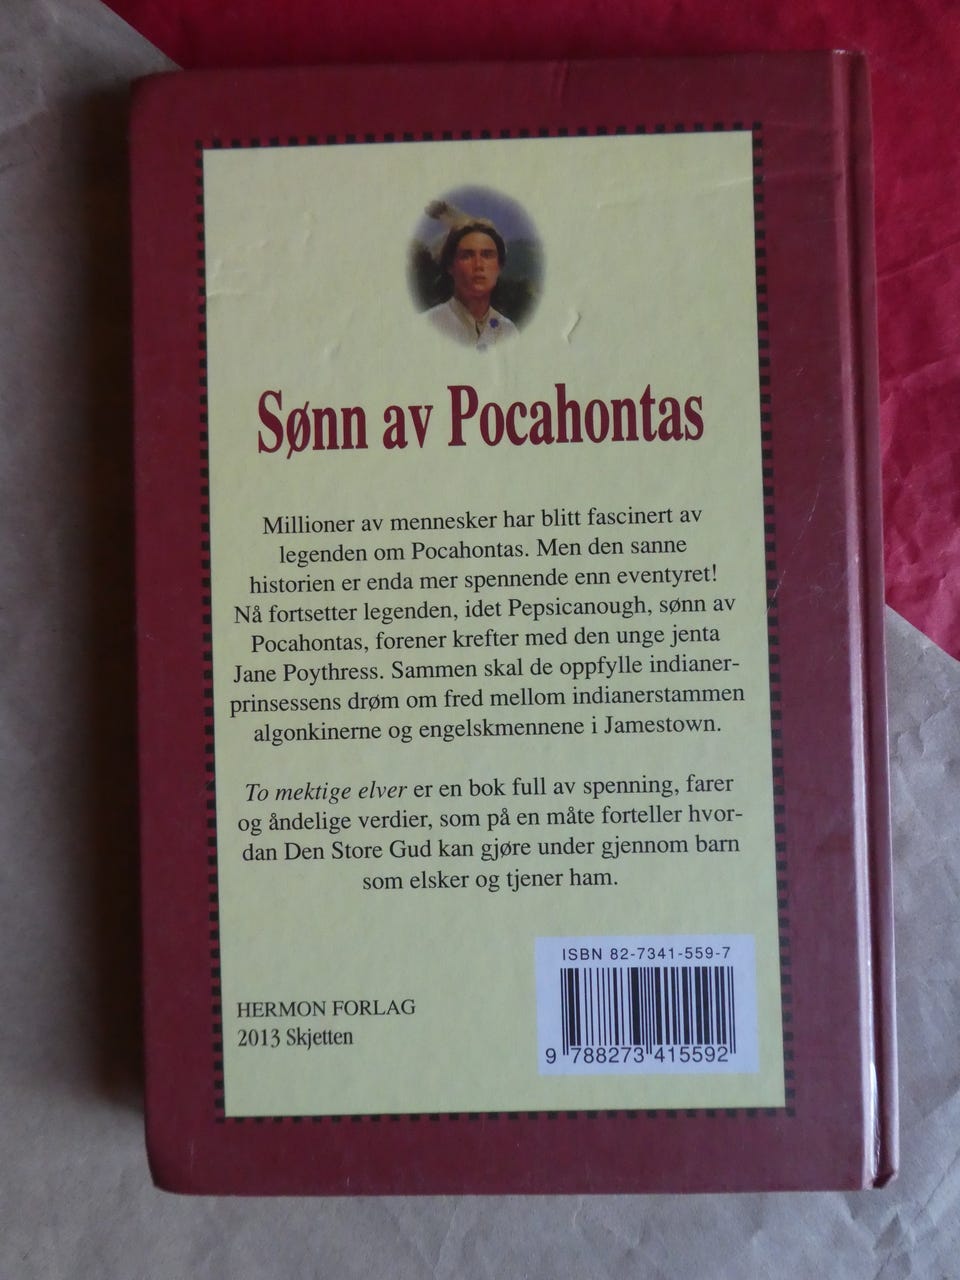 Sønn av Pocahontas
Millioner av mennesker har blitt fascinert av
legenden om Pocahontas. Men den sanne
historien er enda mer spennende enn eventyret!
Nå fortsetter legenden, idet Pepsicanough, sønn av
Pocahontas, forener krefter med den unge jenta
Jane Poythress. Sammen skal de oppfylle indianer-
prinsessens drøm om fred mellom indianerstammen
algonkinerne og engelskmennene i Jamestown.
To mektige elver er en bok full av spenning, farer
og åndelige verdier, som på en måte forteller hvor-
dan Den Store Gud kan gjøre under gjennom barn
som elsker og tjener ham.
ISBN 82-7341-559-7
9 788273 415592
HERMON FORLAG
2013 Skjetten